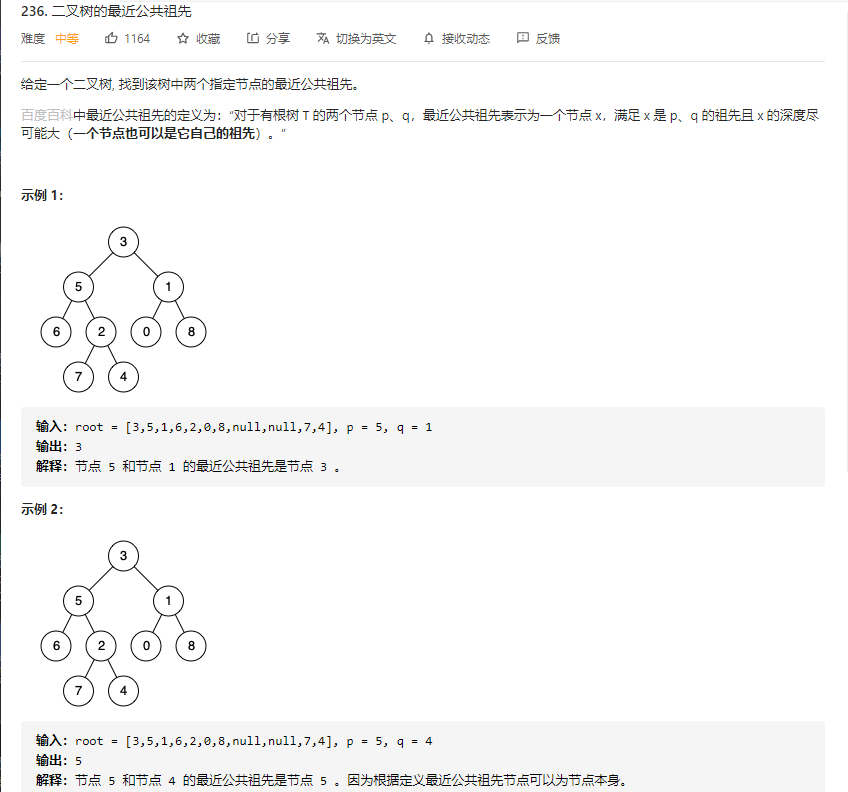 236. 二叉树的最近公共祖先
难度 中等 1164 收藏 分享 切换为英文 接收动态 反馈
给定一个二叉树, 找到该树中两个指定节点的最近公共祖先。
百度百科中最近公共祖先的定义为：“对于有根树 T 的两个节点 p、q，最近公共祖先表示为一个节点 x，满足 x 是 p、q 的祖先且 x 的深度尽
可能大（一个节点也可以是它自己的祖先）。”
示例 1：
3
5 1
6 2 0 8
7 4
输入：root = [3,5,1,6,2,0,8,null,null,7,4], p = 5, q = 1
输出：3
解释：节点 5 和节点 1 的最近公共祖先是节点 3 。
示例 2：
3
5 1
6 2 0 8
7 4
输入：root = [3,5,1,6,2,0,8,null,null,7,4], p = 5, q = 4
输出：5
解释：节点 5 和节点 4 的最近公共祖先是节点 5 。因为根据定义最近公共祖先节点可以为节点本身。